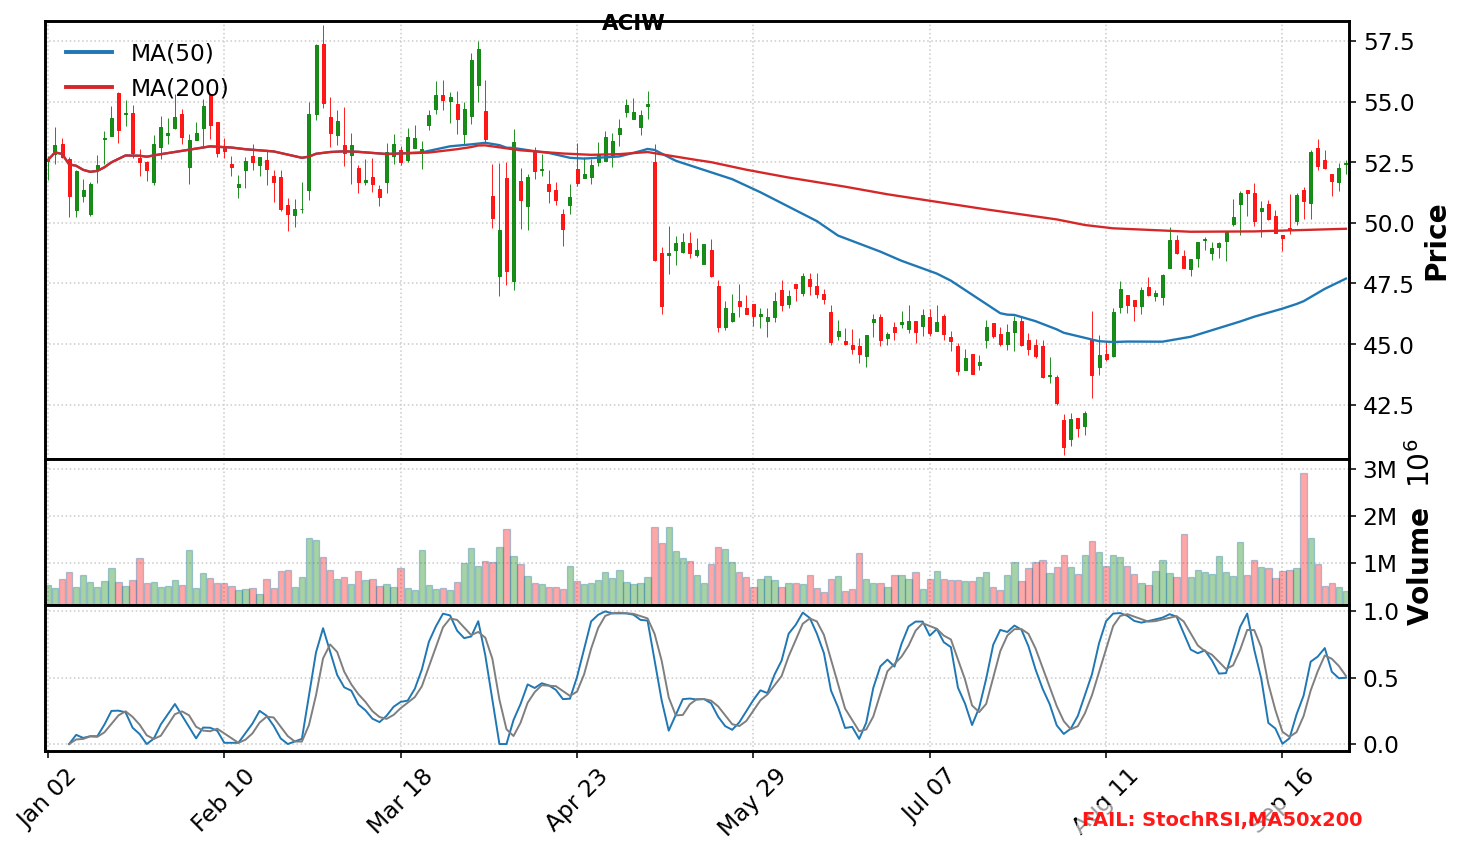 ACIW
MA(50)
MA(200)
57.5
55.0
52.5
50.0
47.5
45.0
42.5
Price
3M
2M
1M
Volume 10^6
1.0
0.5
0.0
Jan 02
Feb 10
Mar 18
Apr 23
May 29
Jul 07
Aug 11
Sep 16
FAIL: StochRSI,MA50x200